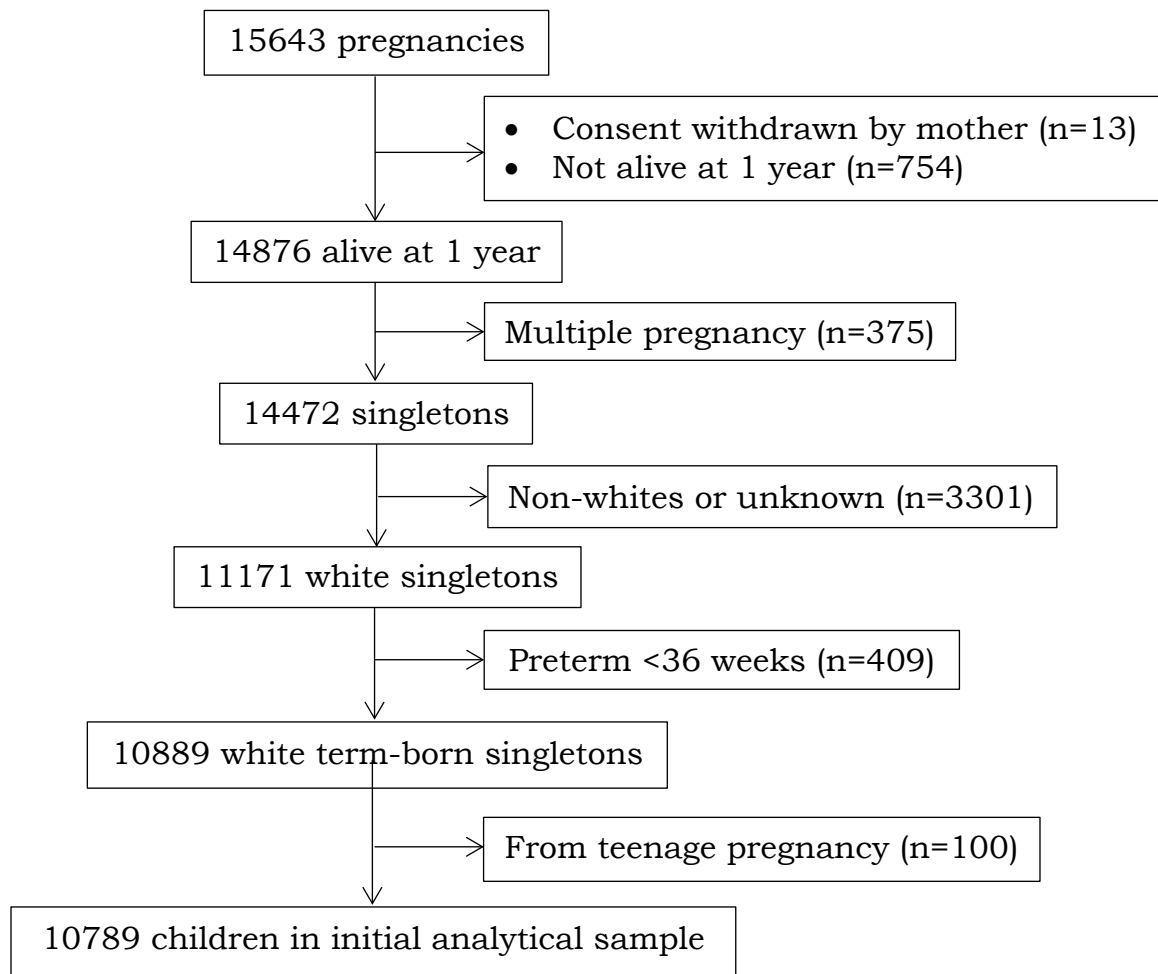 15643 pregnancies
• Consent withdrawn by mother (n=13)
• Not alive at 1 year (n=754)
14876 alive at 1 year
Multiple pregnancy (n=375)
14472 singletons
Non-whites or unknown (n=3301)
11171 white singletons
Preterm <36 weeks (n=409)
10889 white term-born singletons
From teenage pregnancy (n=100)
10789 children in initial analytical sample